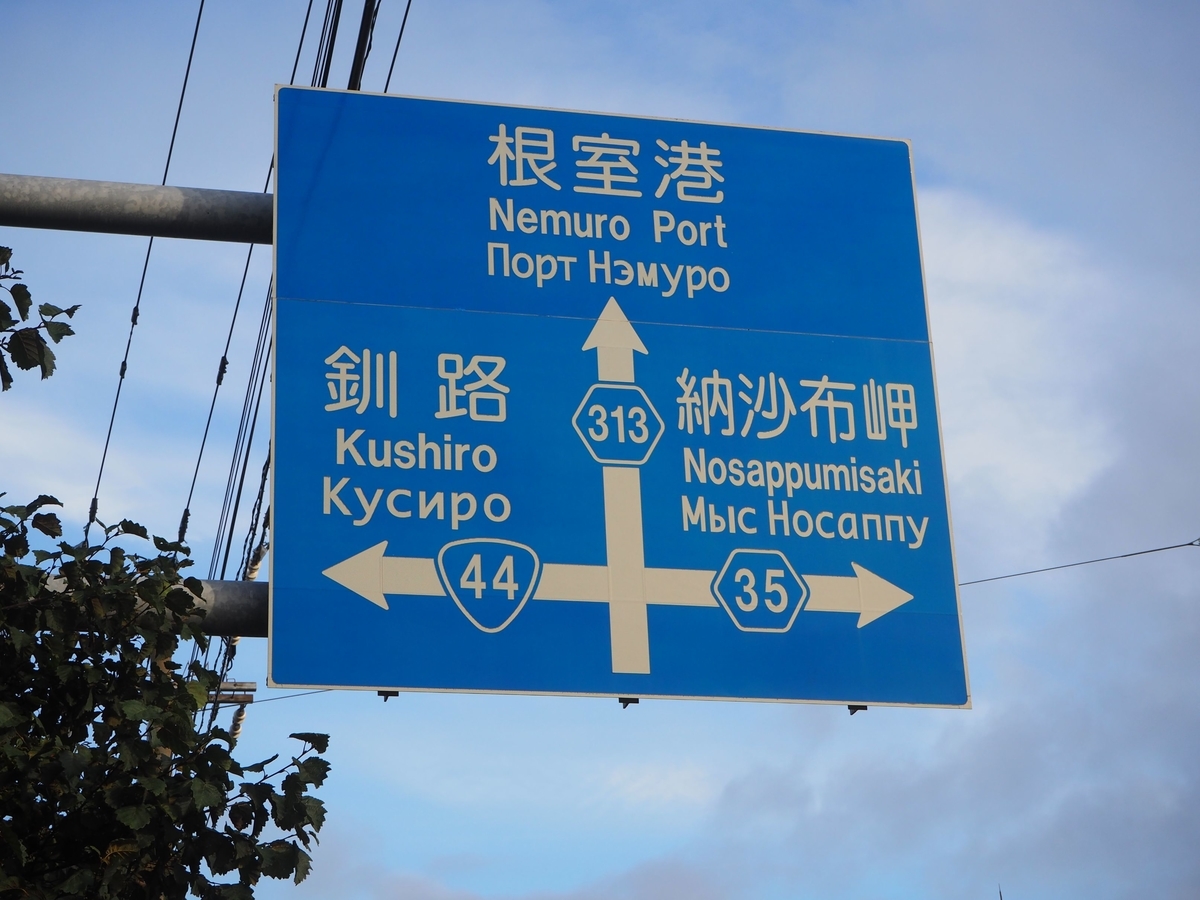 根室港
Nemuro Port
Порт Нэмуро
313
釧路
Kushiro
Кусиро
44
納沙布岬
Nosappumisaki
Мыс Носаппу
35